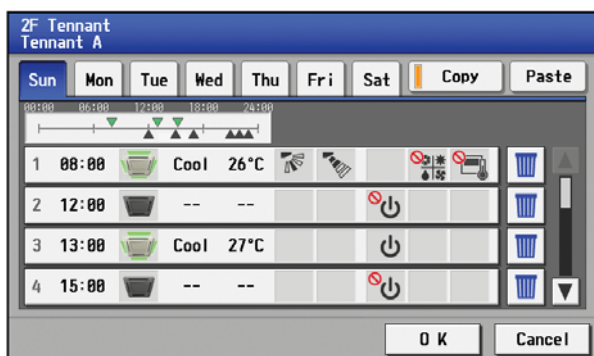 2F Tennant
Tennant A
Sun Mon Tue Wed Thu Fri Sat Copy Paste
00:00 06:00 12:00 18:00 24:00
1 08:00 Cool 26°C
2 12:00 -- --
3 13:00 Cool 27°C
4 15:00 -- --
OK Cancel